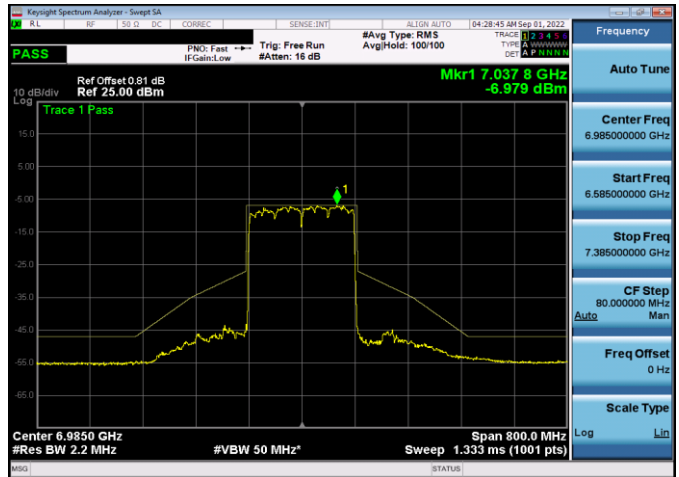 Keysight Spectrum Analyzer - Swept SA
RL RF 50 Ω DC CORREC SENSE:INT ALIGN AUTO 04:28:45 AM Sep 01, 2022
Frequency
#Avg Type: RMS TRACE 1 2 3 4 5 6
PASS PNO: Fast Trig: Free Run Avg|Hold: 100/100 TYPE A WWWWW
IFGain:Low #Atten: 16 dB DET A P N N N N
Auto Tune
Ref Offset 0.81 dB Mkr1 7.037 8 GHz
10 dB/div Ref 25.00 dBm -6.979 dBm
Log
Trace 1 Pass
15.0
5.00
-5.00
-15.0
-25.0
-35.0
-45.0
-55.0
-65.0
1
Center Freq
6.985000000 GHz
Start Freq
6.585000000 GHz
Stop Freq
7.385000000 GHz
CF Step
80.000000 MHz
Auto Man
Freq Offset
0 Hz
Scale Type
Log Lin
Center 6.9850 GHz Span 800.0 MHz
#Res BW 2.2 MHz #VBW 50 MHz* Sweep 1.333 ms (1001 pts)
MSG STATUS